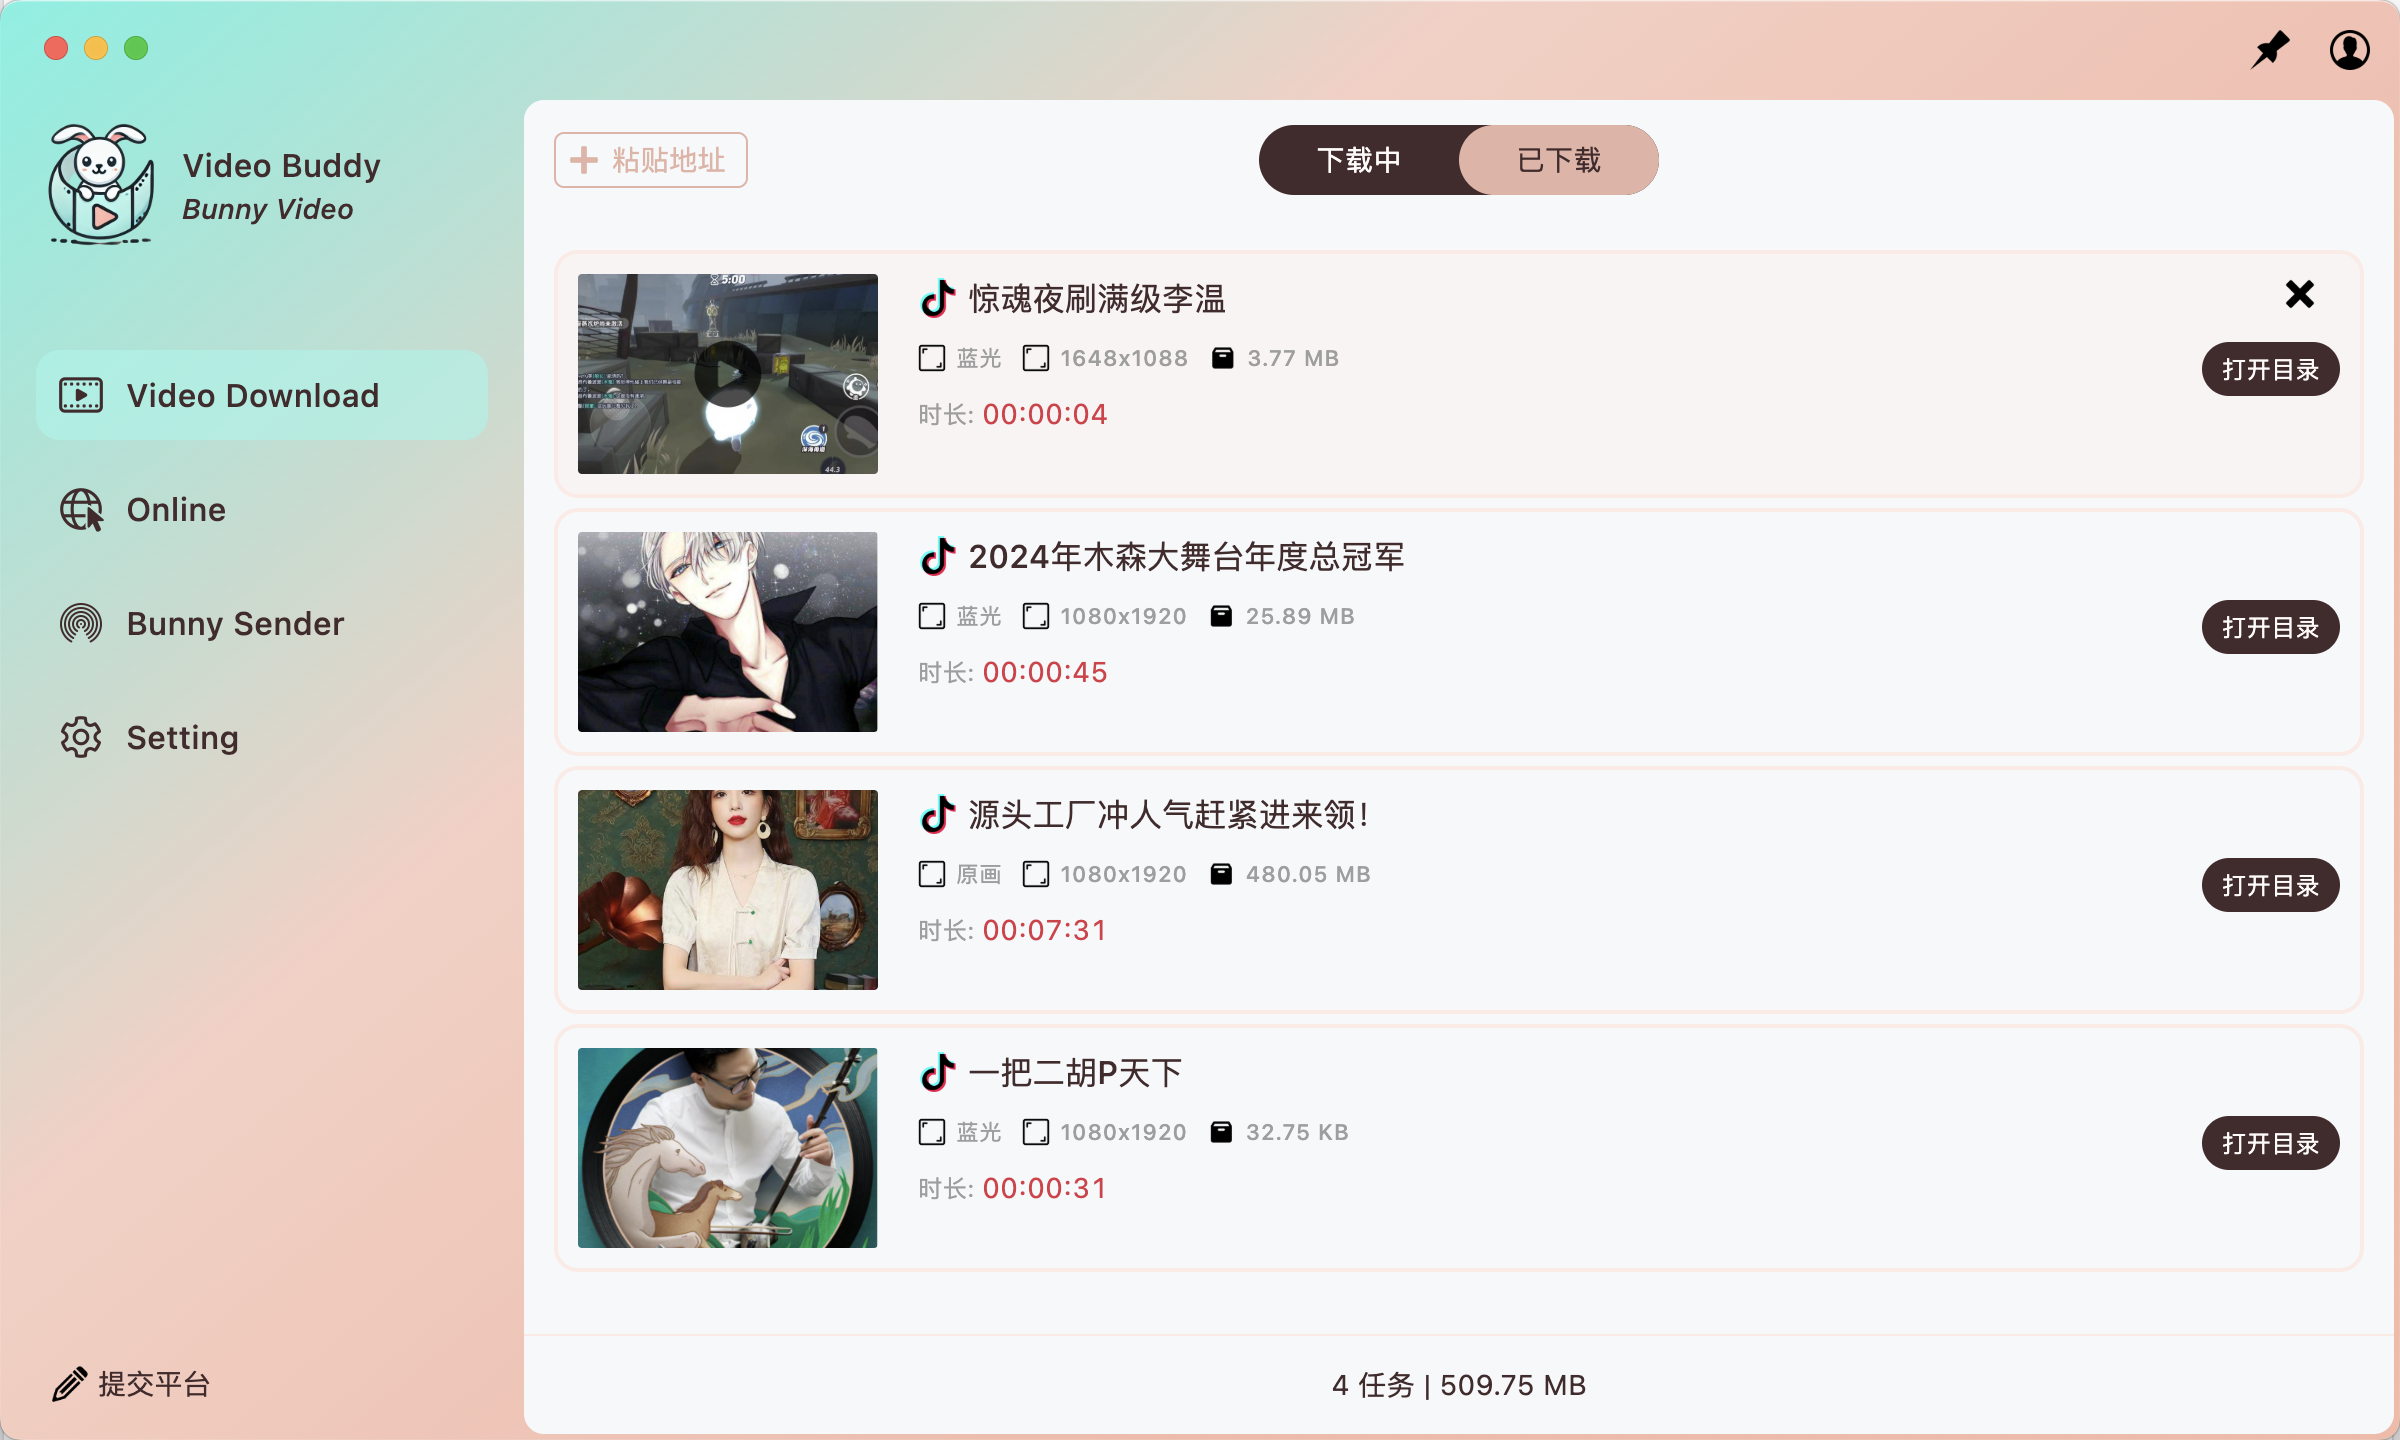 Video Buddy
Bunny Video
Video Download
Online
Bunny Sender
Setting
提交平台
粘贴地址
下载中
已下载
5:00
惊魂夜刷满级李温
蓝光 1648x1088 3.77 MB
时长: 00:00:04
打开目录
44.3
2024年木森大舞台年度总冠军
蓝光 1080x1920 25.89 MB
时长: 00:00:45
打开目录
源头工厂冲人气赶紧进来领!
原画 1080x1920 480.05 MB
时长: 00:07:31
打开目录
一把二胡P天下
蓝光 1080x1920 32.75 KB
时长: 00:00:31
打开目录
4 任务 | 509.75 MB